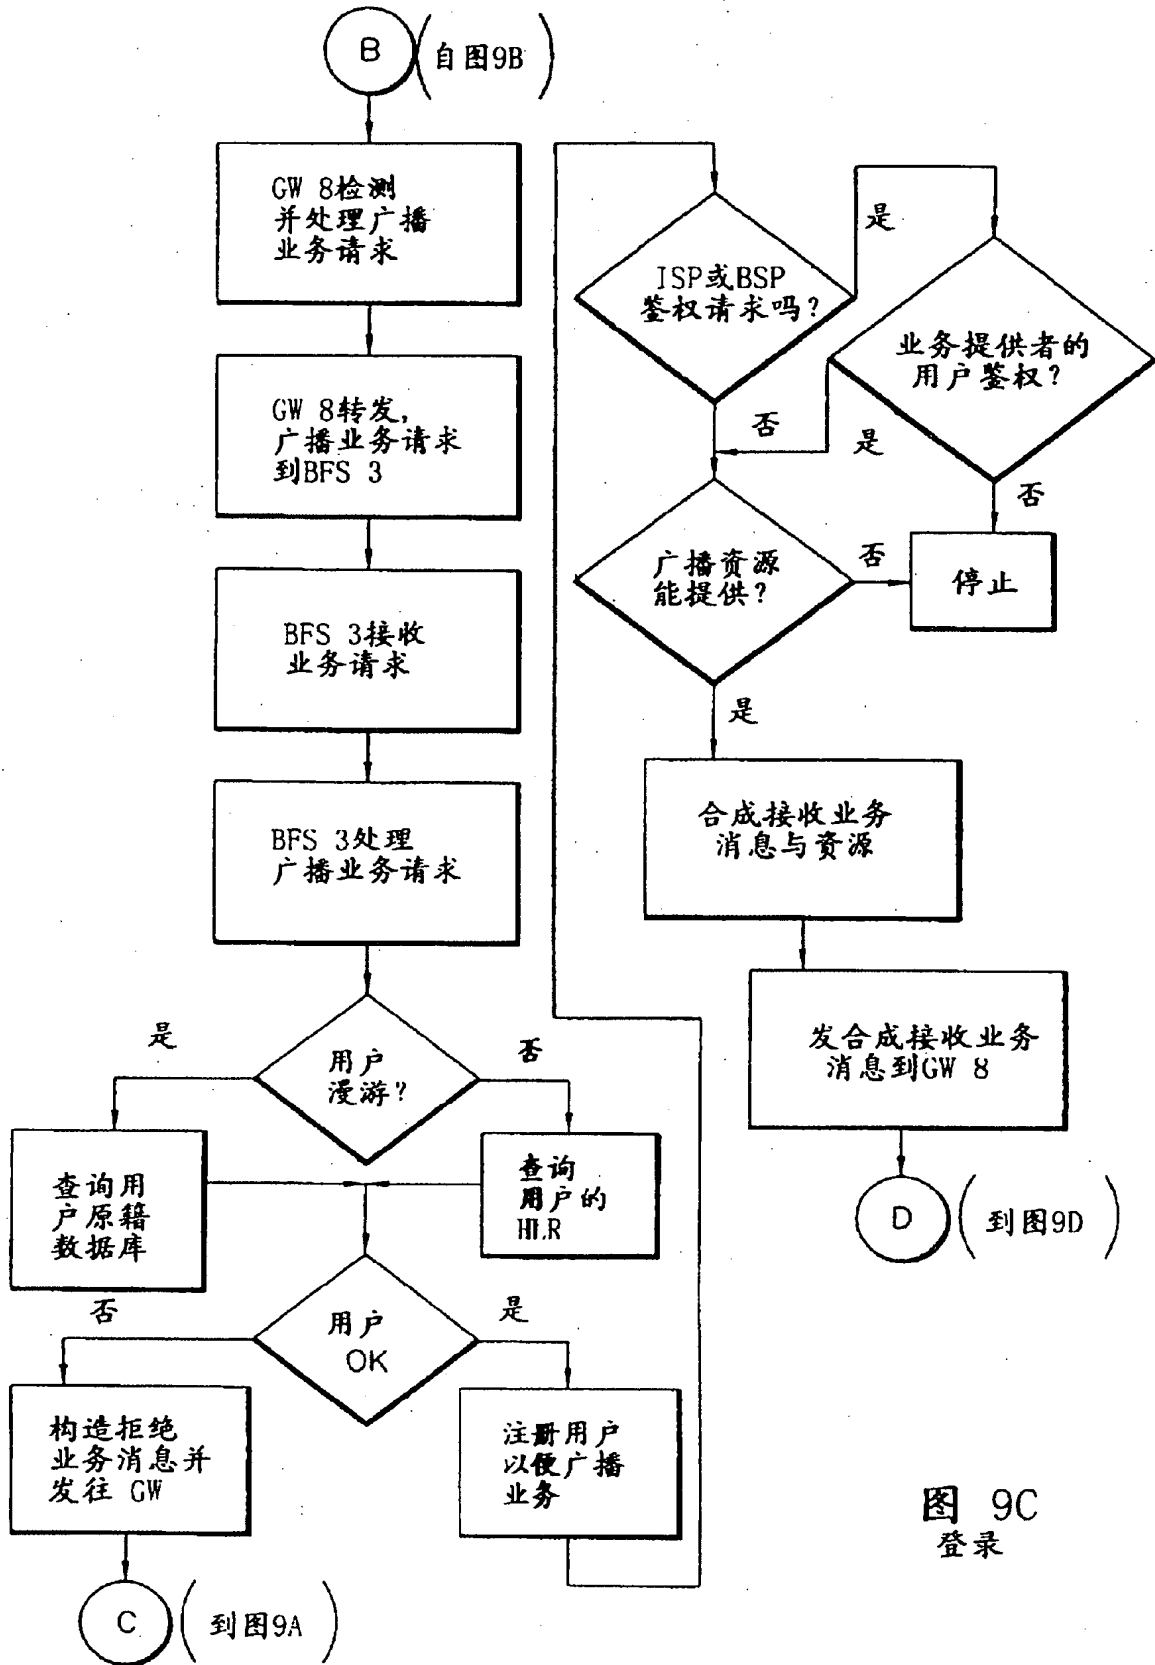 B
(自图9B)
GW 8检测
并处理广播
业务请求
GW 8转发,
广播业务请求
到BFS 3
BFS 3接收
业务请求
BFS 3处理
广播业务请求
用户
漫游?
是
否
查询用
户原籍
数据库
查询
用户的
HLR
用户
OK
否
是
构造拒绝
业务消息并
发往 GW
注册用户
以便广播
业务
C
(到图9A)
ISP或BSP
鉴权请求吗?
是
否
业务提供者的
用户鉴权?
是
否
广播资源
能提供?
否
停止
是
合成接收业务
消息与资源
发合成接收业务
消息到GW 8
D
(到图9D)
图 9C
登录